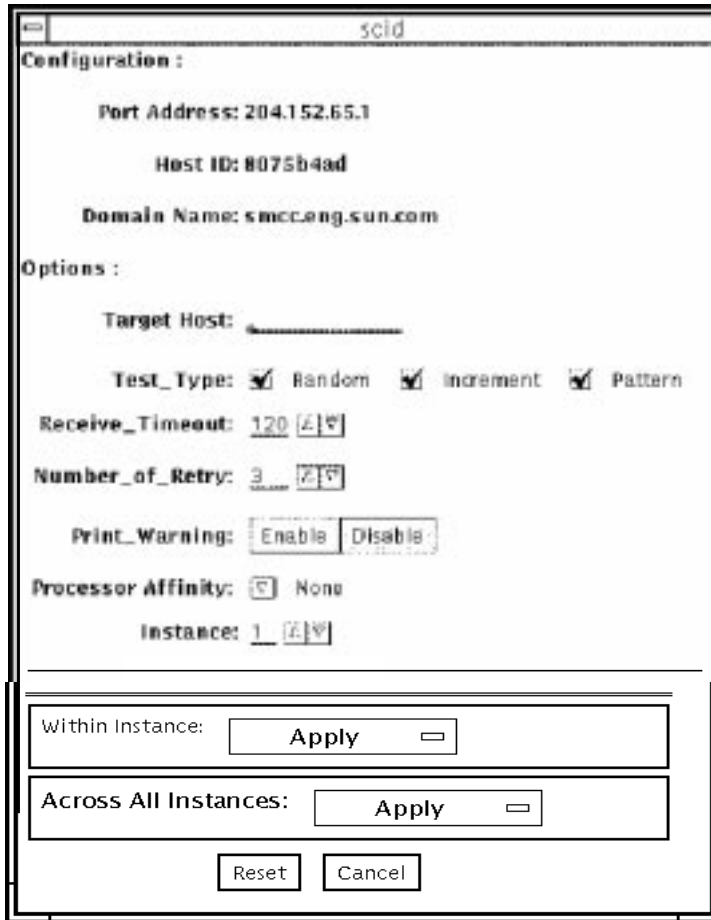 scid
Configuration :
Port Address: 204.152.65.1
Host ID: 8075b4ad
Domain Name: smcc.eng.sun.com
Options :
Target Host:
Test_Type: Random Increment Pattern
Receive_Timeout: 120
Number_of_Retry: 3
Print_Warning: Enable Disable
Processor Affinity: None
Instance: 1
Within Instance: Apply
Across All Instances: Apply
Reset Cancel